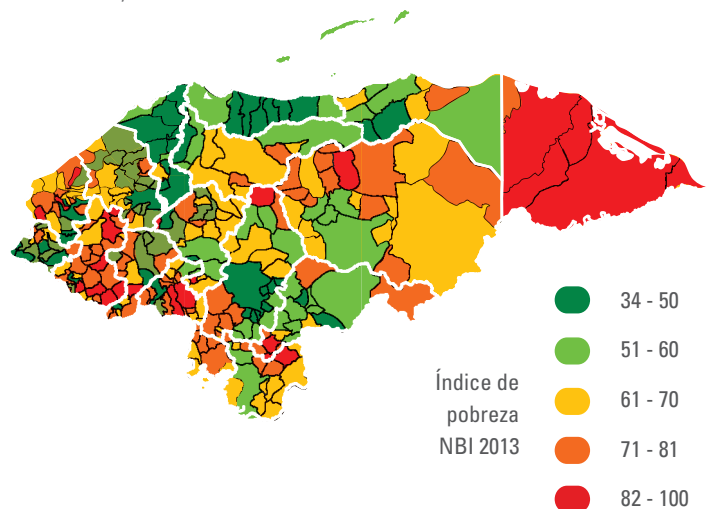 Índice de
pobreza
NBI 2013
34 - 50
51 - 60
61 - 70
71 - 81
82 - 100